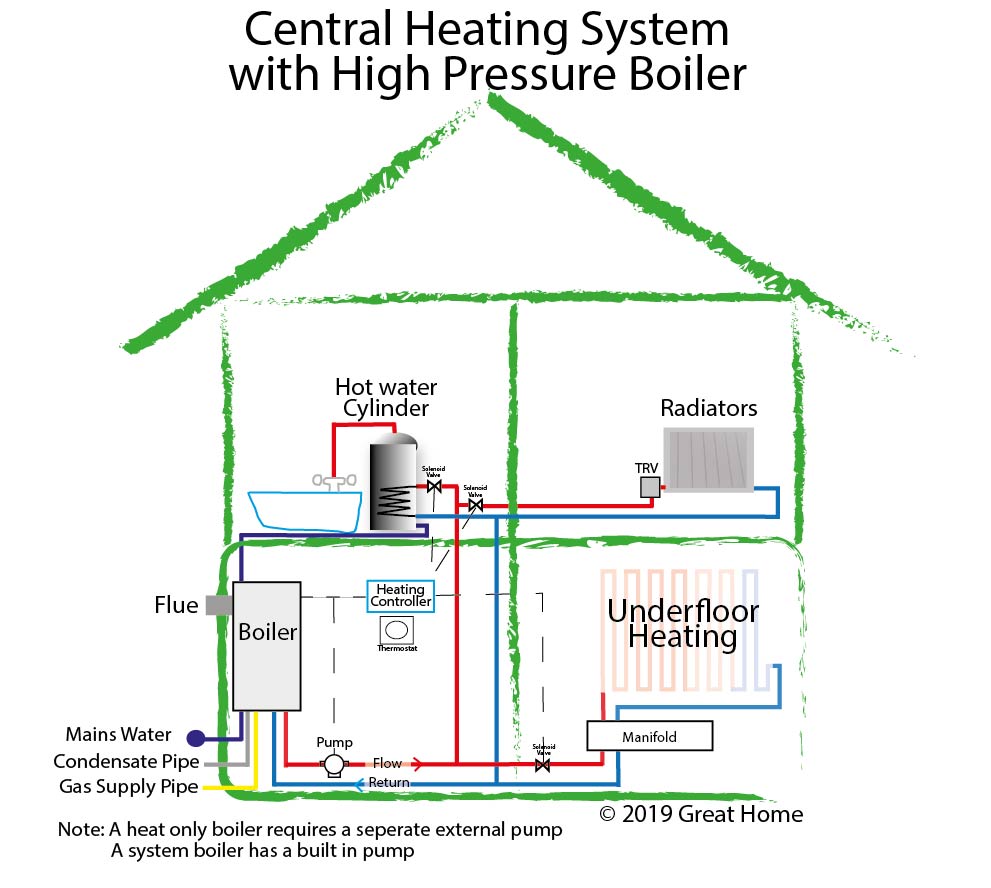 Central Heating System
with High Pressure Boiler
Hot water
Cylinder
Radiators
Solenoid
Valve
TRV
Solenoid
Valve
Heating
Controller
Flue
Boiler
Underfloor
Heating
Thermostat
Mains Water
Pump
Manifold
Solenoid
Valve
Condensate Pipe
Flow
Return
Gas Supply Pipe
© 2019 Great Home
Note: A heat only boiler requires a seperate external pump
A system boiler has a built in pump